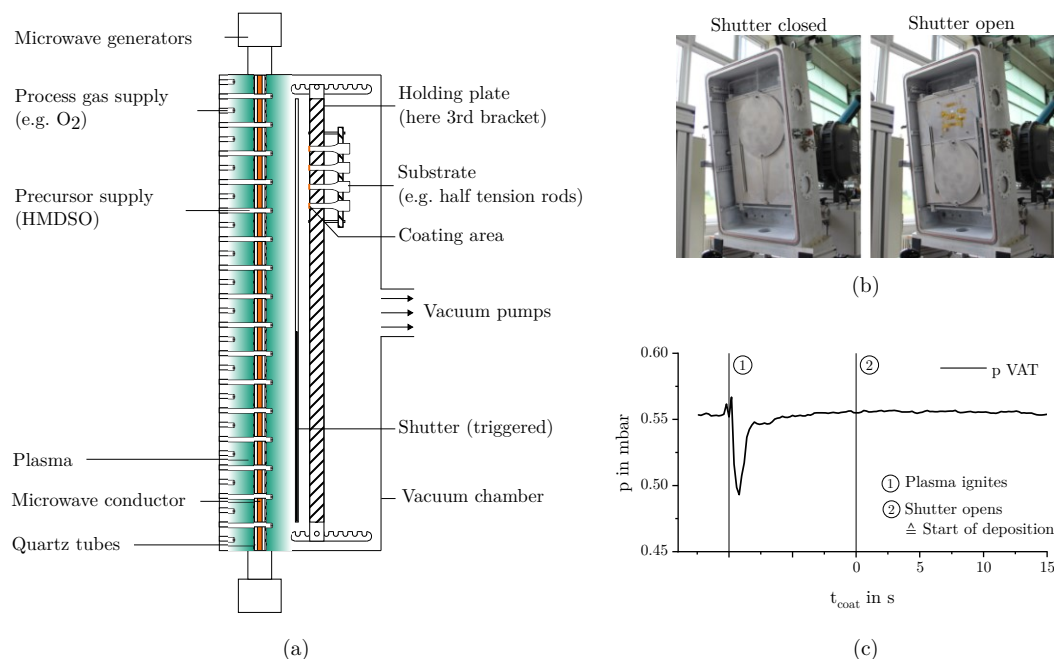 Microwave generators
Process gas supply
(e.g. O2)
Precursor supply
(HMDSO)
Plasma
Microwave conductor
Quartz tubes
Holding plate
(here 3rd bracket)
Substrate
(e.g. half tension rods)
Coating area
Vacuum pumps
Shutter (triggered)
Vacuum chamber
(a)
Shutter closed
Shutter open
(b)
0.60
0.55
0.50
0.45
p in mbar
1
2
p VAT
1 Plasma ignites
2 Shutter opens
≙ Start of deposition
0
5
10
15
t_coat in s
(c)